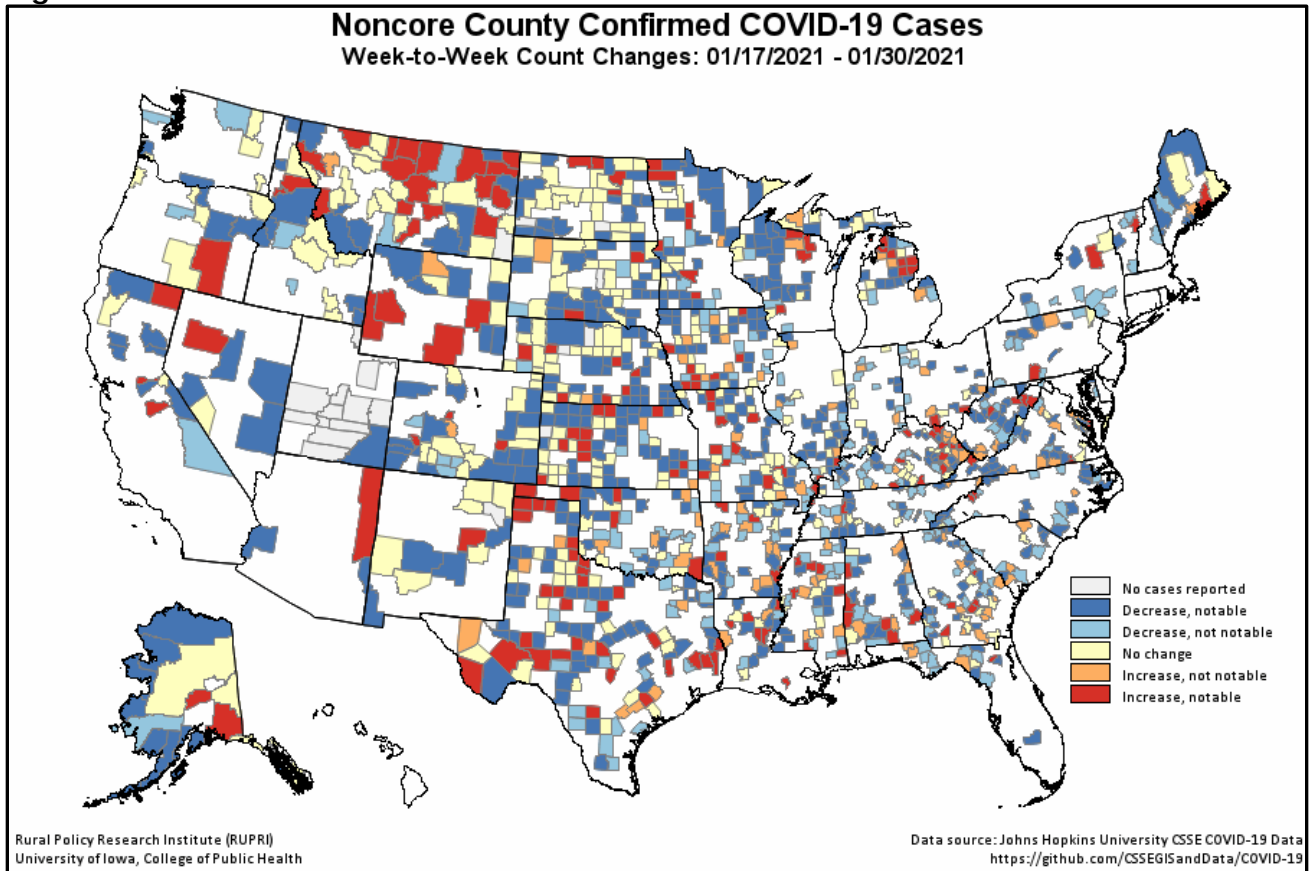 Noncore County Confirmed COVID-19 Cases
Week-to-Week Count Changes: 01/17/2021 - 01/30/2021
No cases reported
Decrease, notable
Decrease, not notable
No change
Increase, not notable
Increase, notable
Rural Policy Research Institute (RUPRI)
University of Iowa, College of Public Health
Data source: Johns Hopkins University CSSE COVID-19 Data
https://github.com/CSSEGISandData/COVID-19